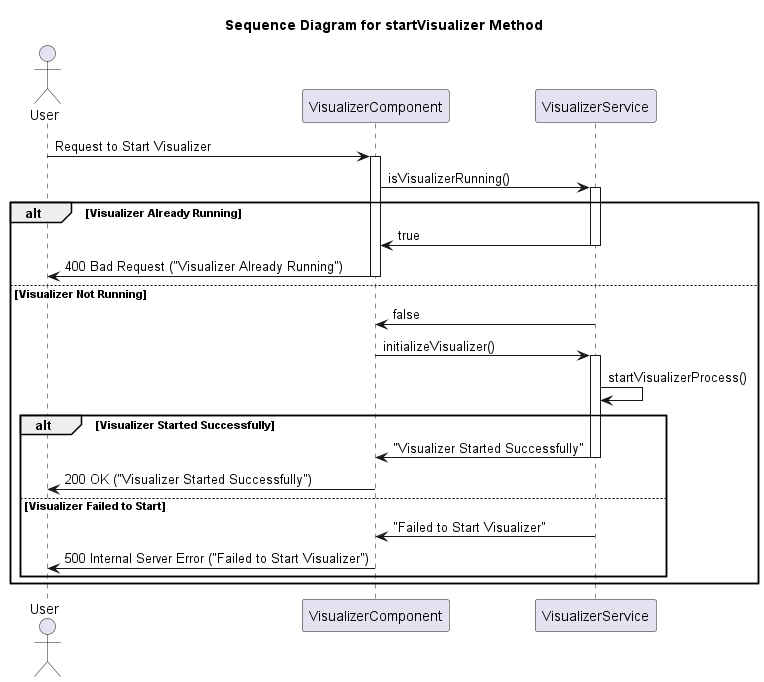 Sequence Diagram for startVisualizer Method
User
VisualizerComponent
VisualizerService
Request to Start Visualizer
isVisualizerRunning()
alt
[Visualizer Already Running]
true
400 Bad Request ("Visualizer Already Running")
[Visualizer Not Running]
false
initializeVisualizer()
startVisualizerProcess()
alt
[Visualizer Started Successfully]
"Visualizer Started Successfully"
200 OK ("Visualizer Started Successfully")
[Visualizer Failed to Start]
"Failed to Start Visualizer"
500 Internal Server Error ("Failed to Start Visualizer")
User
VisualizerComponent
VisualizerService